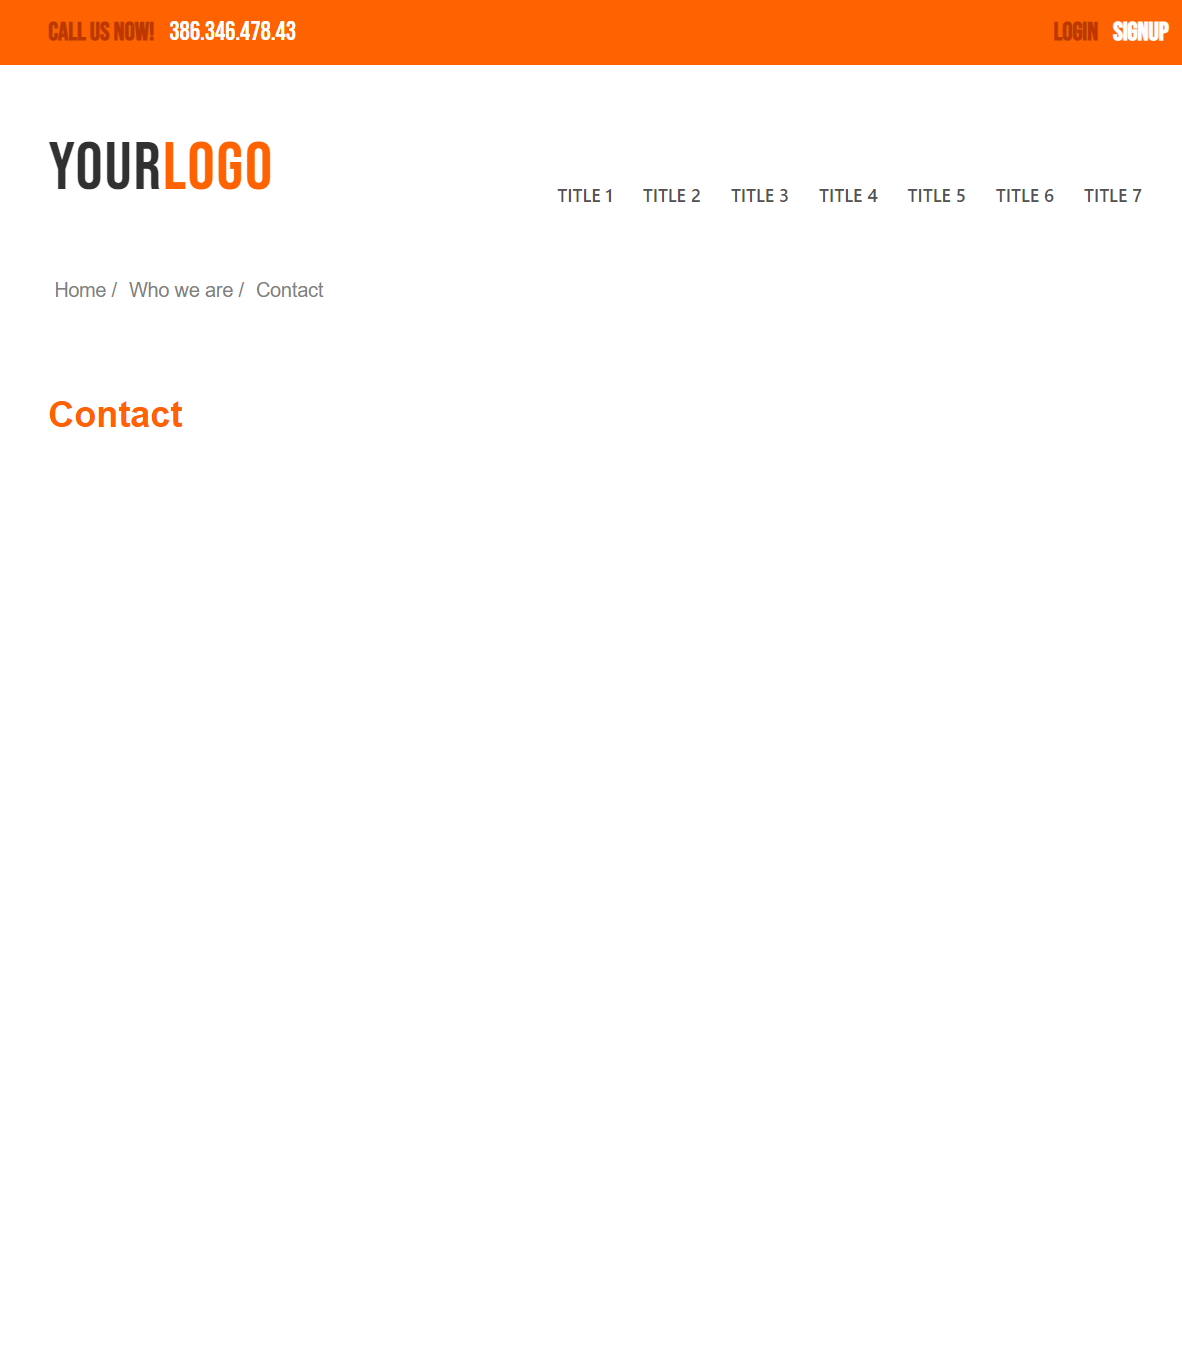 CALL US NOW! 386.346.478.43 LOGIN SIGNUP
YOURLOGO
TITLE 1 TITLE 2 TITLE 3 TITLE 4 TITLE 5 TITLE 6 TITLE 7
Home / Who we are / Contact
Contact